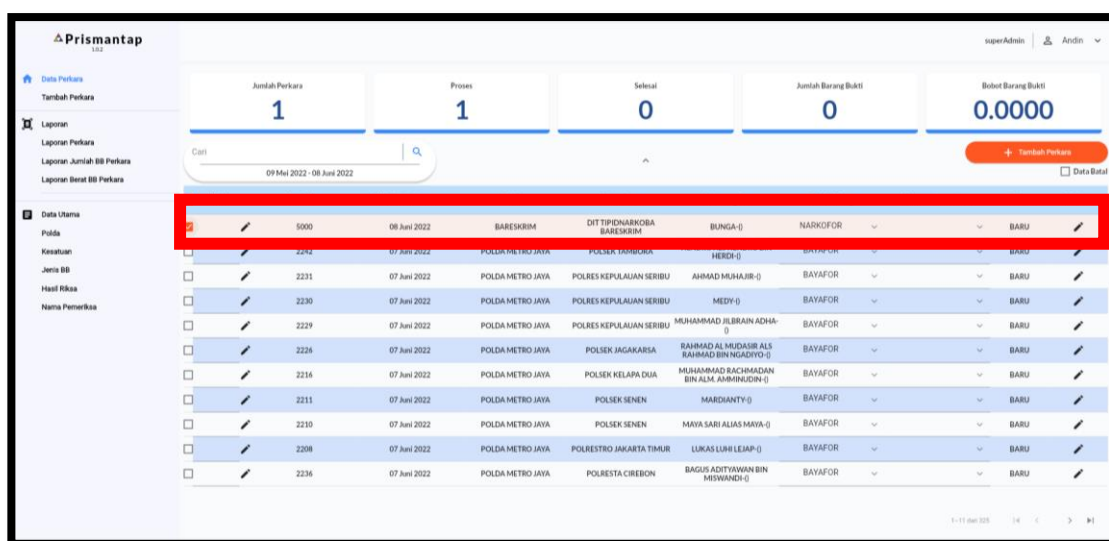 Prismantap
1.0.2
superAdmin
Andin
Data Perkara
Tambah Perkara
Laporan
Laporan Perkara
Laporan Jumlah BB Perkara
Laporan Berat BB Perkara
Data Utama
Polda
Kesatuan
Jenis BB
Hasil Riksa
Nama Pemeriksa
Jumlah Perkara
1
Proses
1
Selesai
0
Jumlah Barang Bukti
0
Bobot Barang Bukti
0.0000
Cari
09 Mei 2022 - 08 Juni 2022
+ Tambah Perkara
Data Batal
5000 08 Juni 2022 BARESKRIM DIT TIPIDNARKOBA BARESKRIM BUNGA-() NARKOFOR BARU
2242 07 Juni 2022 POLDA METRO JAYA POLSEK TAMBORA HERDI-() BAYAFOR BARU
2231 07 Juni 2022 POLDA METRO JAYA POLRES KEPULAUAN SERIBU AHMAD MUHAJIR-() BAYAFOR BARU
2230 07 Juni 2022 POLDA METRO JAYA POLRES KEPULAUAN SERIBU MEDY-() BAYAFOR BARU
2229 07 Juni 2022 POLDA METRO JAYA POLRES KEPULAUAN SERIBU MUHAMMAD JILBRAIN ADHA-() BAYAFOR BARU
2226 07 Juni 2022 POLDA METRO JAYA POLSEK JAGAKARSA RAHMAD AL MUDASIR ALS RAHMAD BIN NGADIYO-() BAYAFOR BARU
2216 07 Juni 2022 POLDA METRO JAYA POLSEK KELAPA DUA MUHAMMAD RACHMADAN BIN ALM. AMMINUDIN-() BAYAFOR BARU
2211 07 Juni 2022 POLDA METRO JAYA POLSEK SENEN MARDIANTY-() BAYAFOR BARU
2210 07 Juni 2022 POLDA METRO JAYA POLSEK SENEN MAYA SARI ALIAS MAYA-() BAYAFOR BARU
2208 07 Juni 2022 POLDA METRO JAYA POLRESTRO JAKARTA TIMUR LUKAS LUHI LEJAP-() BAYAFOR BARU
2236 07 Juni 2022 POLDA METRO JAYA POLRESTA CIREBON BAGUS ADITYAWAN BIN MISWANDI-() BAYAFOR BARU
1-11 dari 325